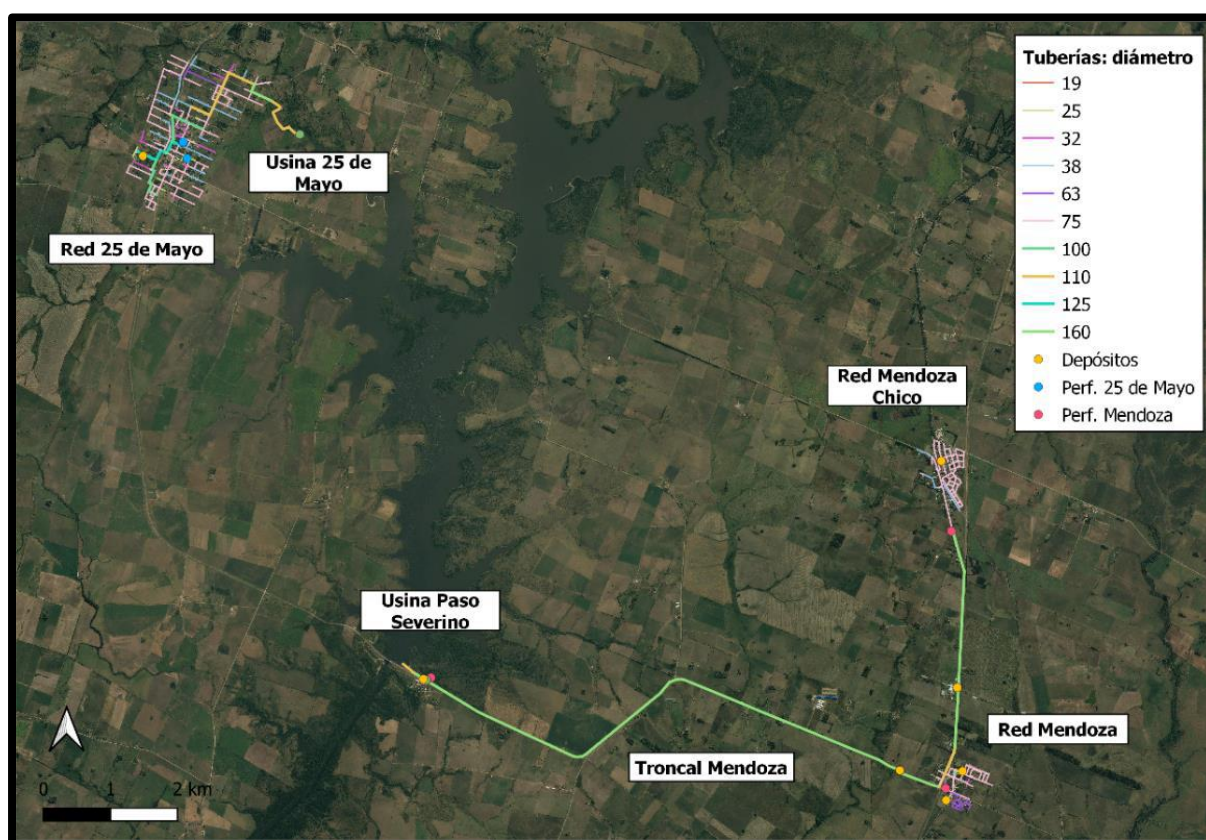 Tuberías: diámetro
19
25
32
38
63
75
100
110
125
160
Depósitos
Perf. 25 de Mayo
Perf. Mendoza
Usina 25 de
Mayo
Red 25 de Mayo
Red Mendoza
Chico
Usina Paso
Severino
Red Mendoza
Troncal Mendoza
0 2 km